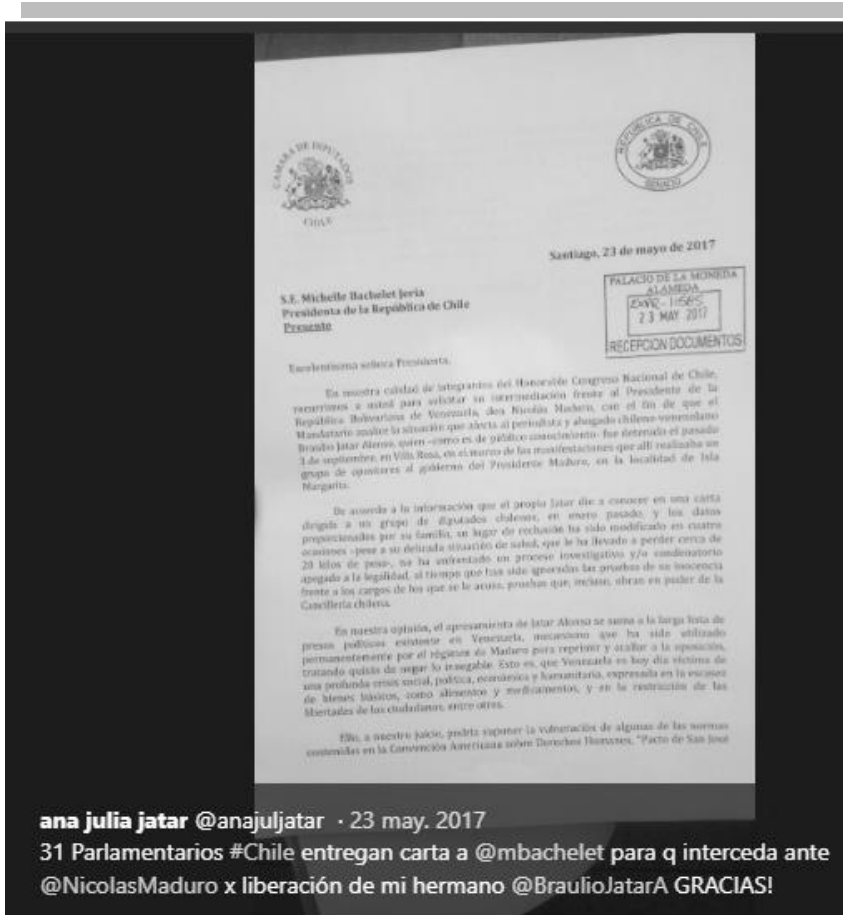 CAMARA DE DIPUTADOS
CHILE
REPUBLICA DE CHILE
SENADO
Santiago, 23 de mayo de 2017
PALACIO DE LA MONEDA
ALAMEDA
23 MAY 2017
RECEPCION DOCUMENTOS
S.E. Michelle Bachelet Jeria
Presidenta de la República de Chile
Presente
Excelentísima señora Presidenta,
En nuestra calidad de integrantes del Honorable Congreso Nacional de Chile,
recurrimos a usted para solicitar su intermediación frente al Presidente de la
República Bolivariana de Venezuela, don Nicolás Maduro, con el fin de que el
Mandatario analice la situación que afecta al periodista y abogado chileno-venezolano
Braulio Jatar Alonso, quien -como es de público conocimiento- fue detenido el pasado
3 de septiembre, en Villa Rosa, en el marco de las manifestaciones que allí realizaba un
grupo de opositores al gobierno del Presidente Maduro, en la localidad de Isla
Margarita.
De acuerdo a la información que el propio Jatar dio a conocer en una carta
dirigida a un grupo de diputados chilenos, en enero pasado, y los datos
proporcionados por su familia, su lugar de reclusión ha sido modificado en cuatro
ocasiones -pese a su delicada situación de salud, que le ha llevado a perder cerca de
20 kilos de peso-, no ha enfrentado un proceso investigativo y/o condenatorio
apegado a la legalidad, al tiempo que han sido ignoradas las pruebas de su inocencia
frente a los cargos de los que se le acusa, pruebas que, incluso, obran en poder de la
Cancillería chilena.
En nuestra opinión, el apresamiento de Jatar Alonso se suma a la larga lista de
presos políticos existente en Venezuela, mecanismo que ha sido utilizado
permanentemente por el régimen de Maduro para reprimir y acallar a la oposición,
tratando quizás de negar lo innegable. Esto es, que Venezuela es hoy día víctima de
una profunda crisis social, política, económica y humanitaria, expresada en la escasez
de bienes básicos, como alimentos y medicamentos, y en la restricción de las
libertades de los ciudadanos, entre otros.
Ello, a nuestro juicio, podría suponer la vulneración de algunas de las normas
contenidas en la Convención Americana sobre Derechos Humanos, "Pacto de San José
ana julia jatar @anajuljatar · 23 may. 2017
31 Parlamentarios #Chile entregan carta a @mbachelet para q interceda ante
@NicolasMaduro x liberación de mi hermano @BraulioJatarA GRACIAS!